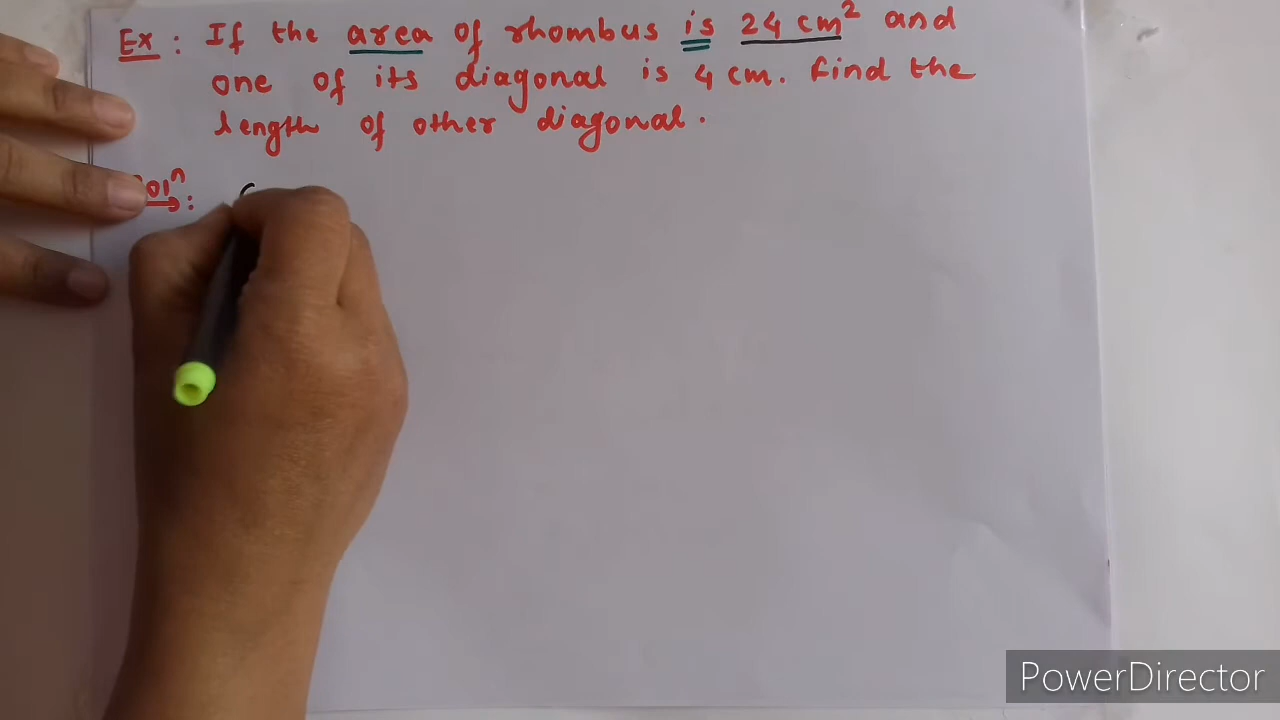 Ex : If the area of rhombus is 24 cm² and
one of its diagonal is 4 cm. Find the
length of other diagonal.
Solⁿ:
PowerDirector